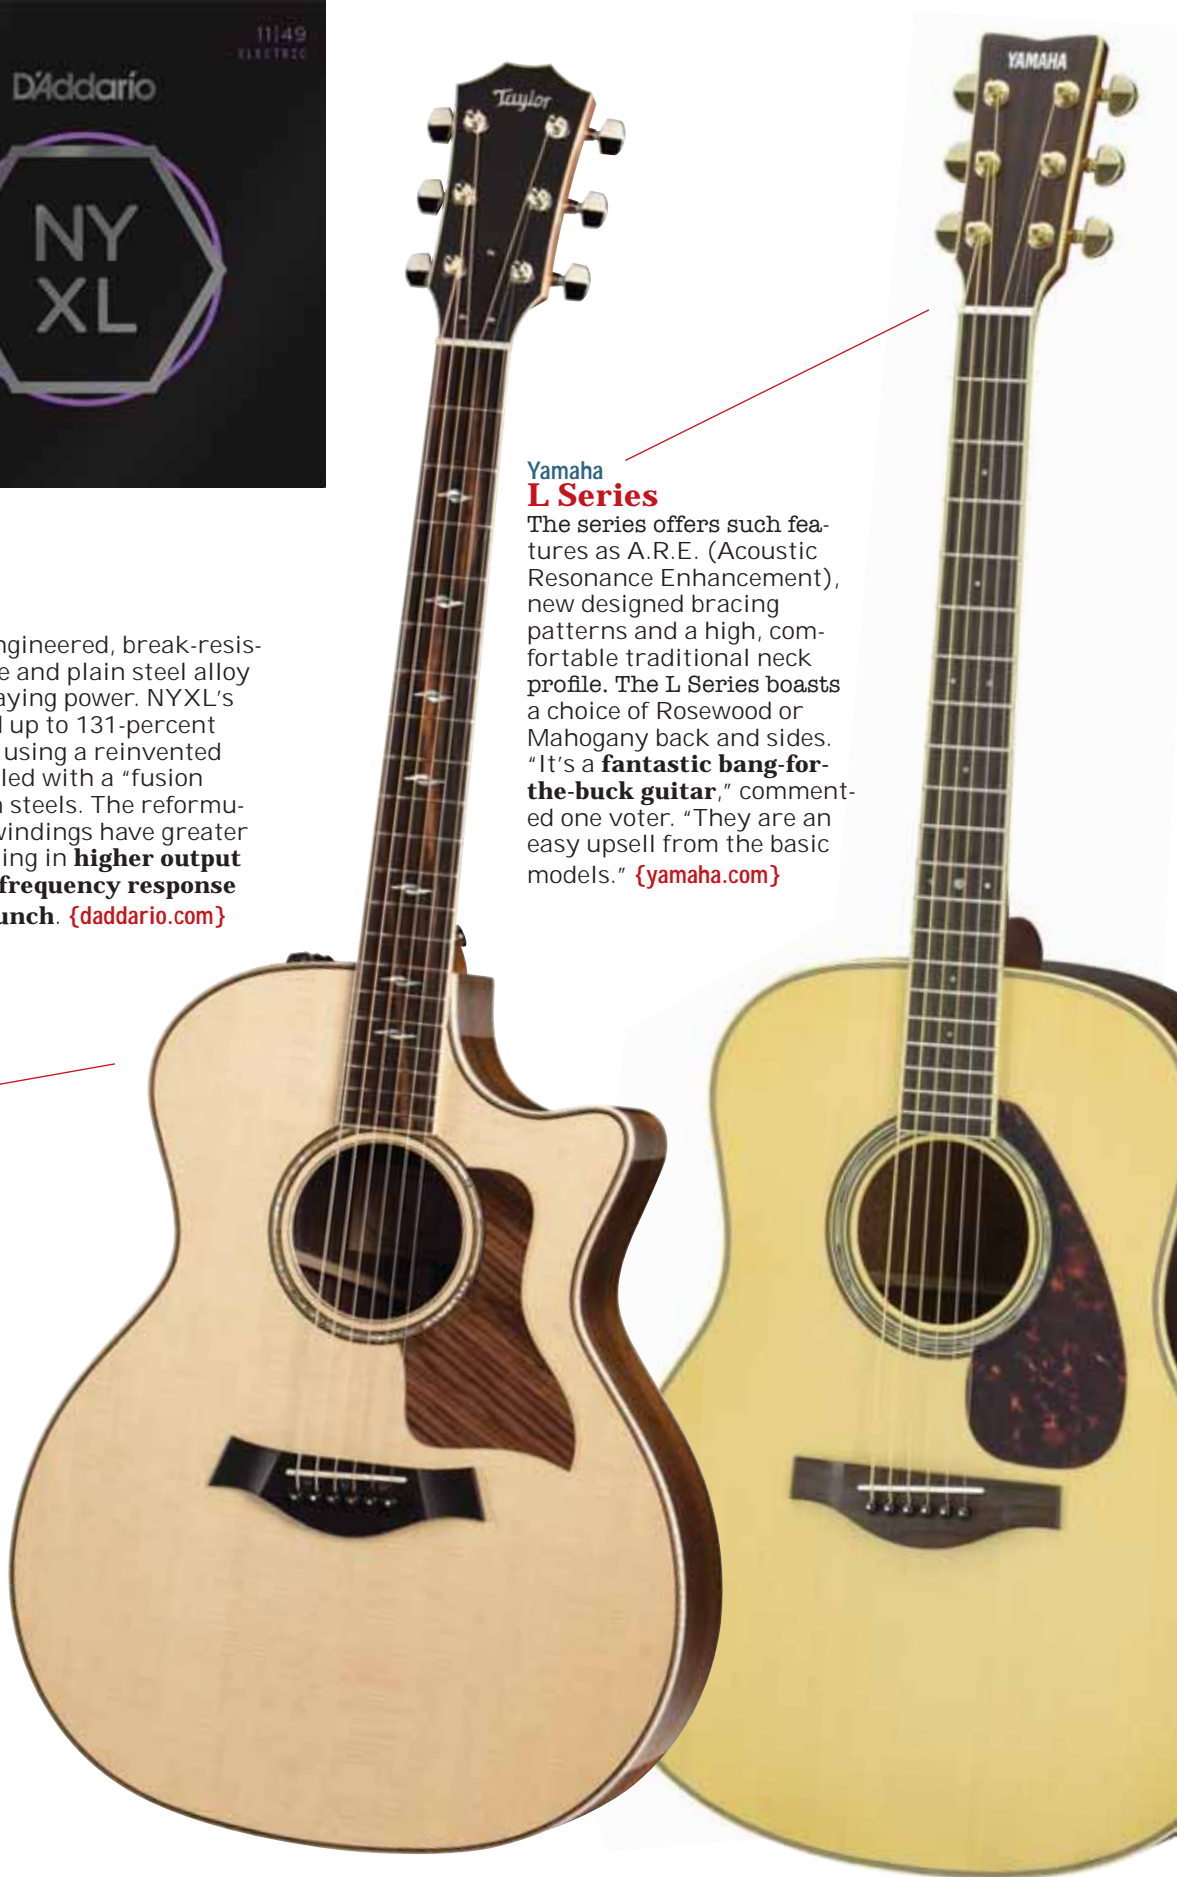 11|49
ELECTRIC
D'Addario
NY
XL
Taylor
YAMAHA
Yamaha
L Series
The series offers such fea-
tures as A.R.E. (Acoustic
Resonance Enhancement),
new designed bracing
patterns and a high, com-
fortable traditional neck
profile. The L Series boasts
a choice of Rosewood or
Mahogany back and sides.
"It's a fantastic bang-for-
the-buck guitar," comment-
ed one voter. "They are an
easy upsell from the basic
models." {yamaha.com}
ngineered, break-resis-
e and plain steel alloy
aying power. NYXL's
d up to 131-percent
using a reinvented
led with a "fusion
n steels. The reformu-
windings have greater
ing in higher output
frequency response
unch. {daddario.com}